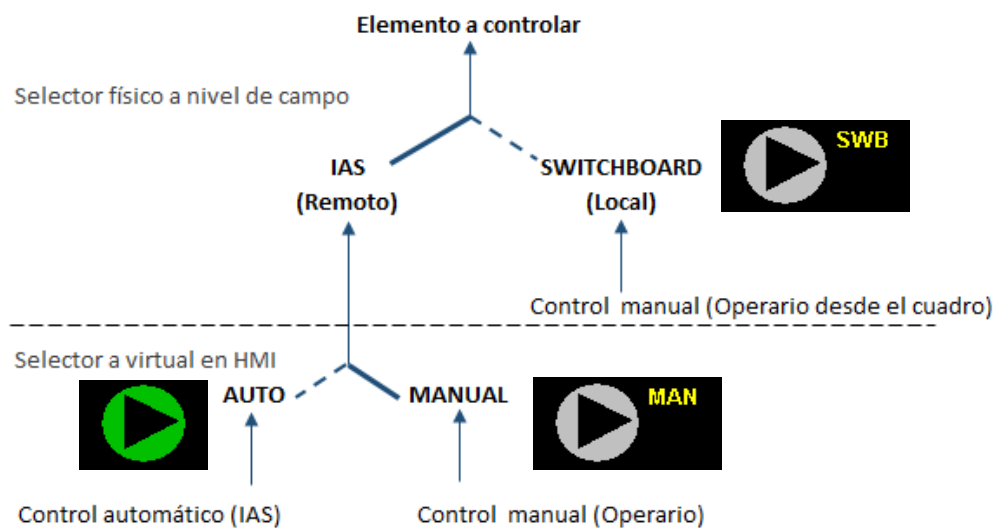 Elemento a controlar
Selector físico a nivel de campo
IAS
(Remoto)
SWITCHBOARD
(Local)
SWB
Control manual (Operario desde el cuadro)
Selector a virtual en HMI
AUTO
MANUAL
MAN
Control automático (IAS)
Control manual (Operario)